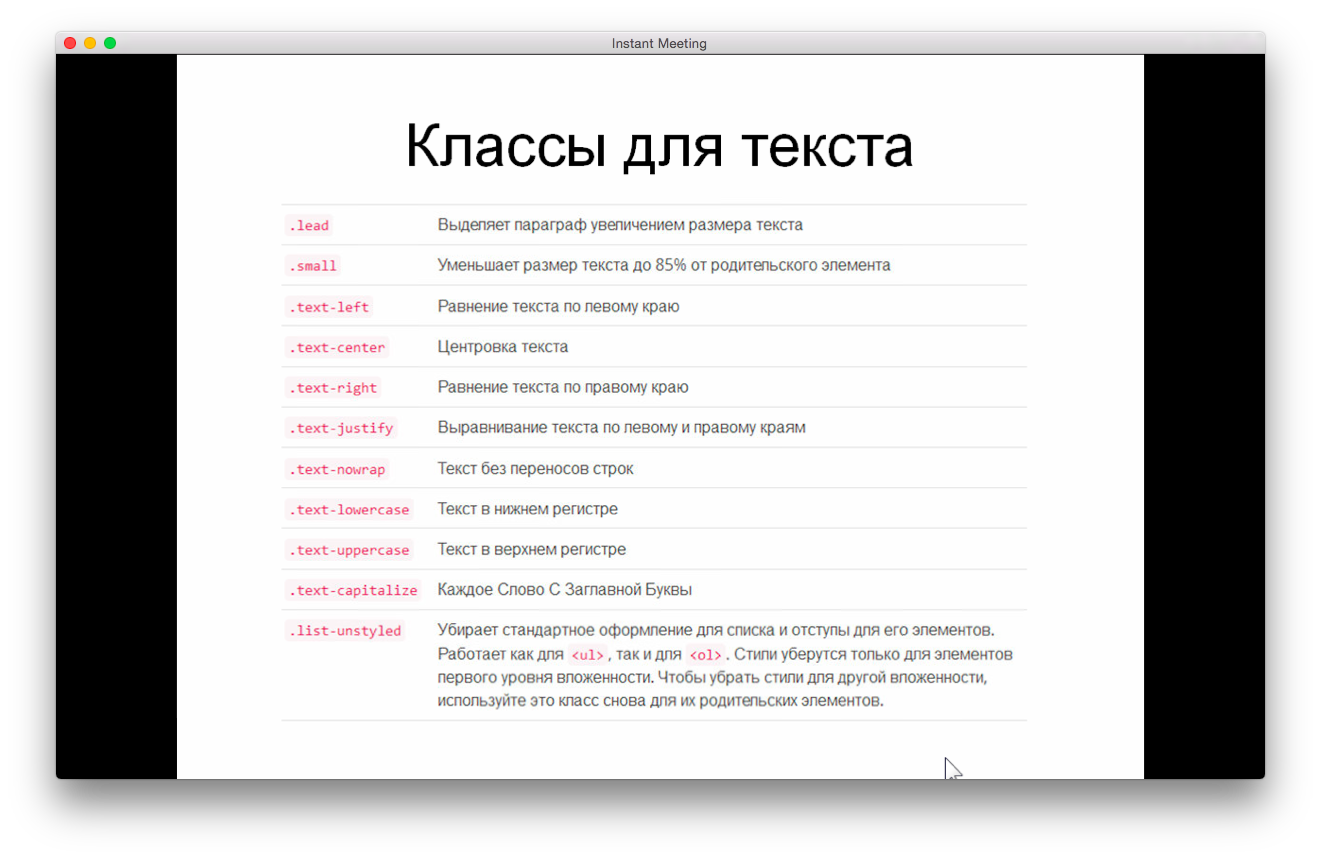 Instant Meeting
Классы для текста
.lead Выделяет параграф увеличением размера текста
.small Уменьшает размер текста до 85% от родительского элемента
.text-left Равнение текста по левому краю
.text-center Центровка текста
.text-right Равнение текста по правому краю
.text-justify Выравнивание текста по левому и правому краям
.text-nowrap Текст без переносов строк
.text-lowercase Текст в нижнем регистре
.text-uppercase Текст в верхнем регистре
.text-capitalize Каждое Слово С Заглавной Буквы
.list-unstyled Убирает стандартное оформление для списка и отступы для его элементов.
Работает как для <ul>, так и для <ol>. Стили уберутся только для элементов
первого уровня вложенности. Чтобы убрать стили для другой вложенности,
используйте это класс снова для их родительских элементов.